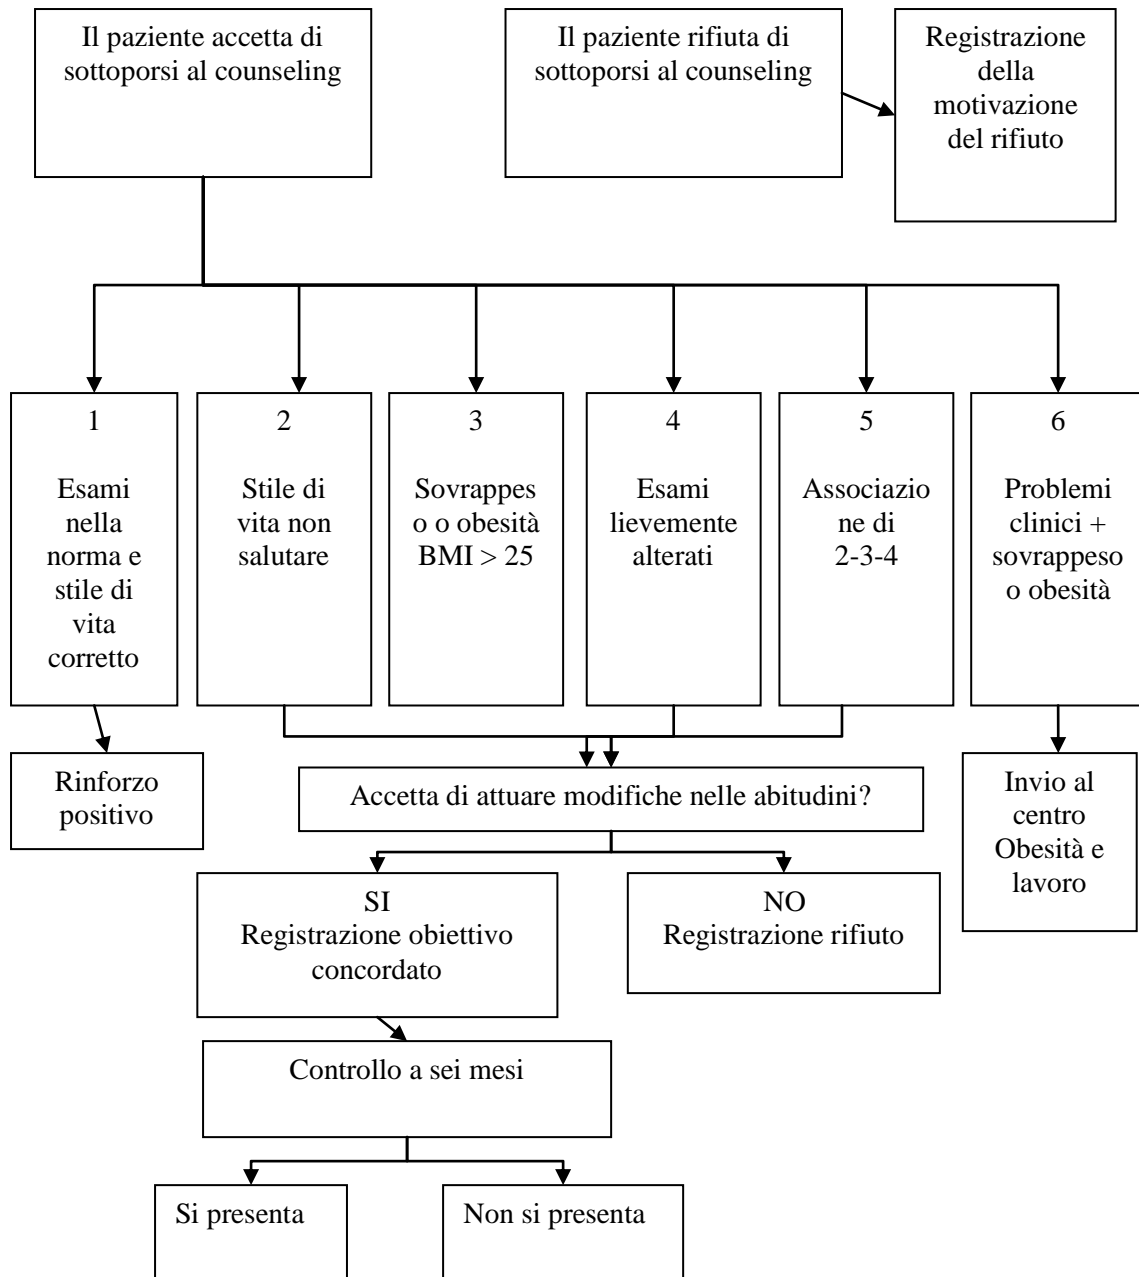 Il paziente accetta di
sottoporsi al counseling
Il paziente rifiuta di
sottoporsi al counseling
Registrazione
della
motivazione
del rifiuto
1
Esami
nella
norma e
stile di
vita
corretto
2
Stile di
vita non
salutare
3
Sovrappes
o o obesità
BMI > 25
4
Esami
lievemente
alterati
5
Associazio
ne di
2-3-4
6
Problemi
clinici +
sovrappeso
o obesità
Rinforzo
positivo
Accetta di attuare modifiche nelle abitudini?
Invio al
centro
Obesità e
lavoro
SI
Registrazione obiettivo
concordato
NO
Registrazione rifiuto
Controllo a sei mesi
Si presenta
Non si presenta